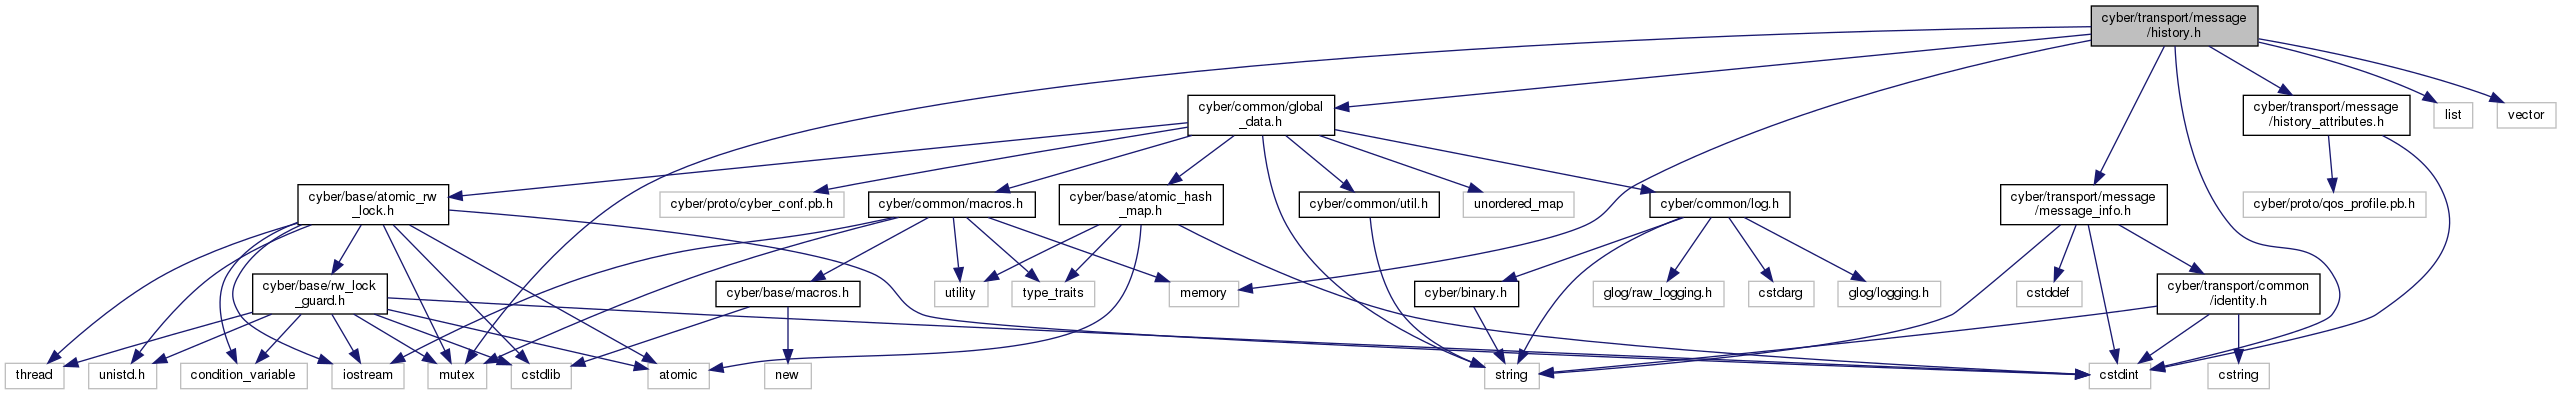 cyber/transport/message
/history.h
cyber/common/global
_data.h
cyber/transport/message
/history_attributes.h
list
vector
cyber/base/atomic_rw
_lock.h
cyber/proto/cyber_conf.pb.h
cyber/common/macros.h
cyber/base/atomic_hash
_map.h
cyber/common/util.h
unordered_map
cyber/common/log.h
cyber/transport/message
/message_info.h
cyber/proto/qos_profile.pb.h
cyber/base/rw_lock
_guard.h
cyber/base/macros.h
utility
type_traits
memory
cyber/binary.h
glog/raw_logging.h
cstdarg
glog/logging.h
cstddef
cyber/transport/common
/identity.h
thread
unistd.h
condition_variable
iostream
mutex
cstdlib
atomic
new
string
cstdint
cstring